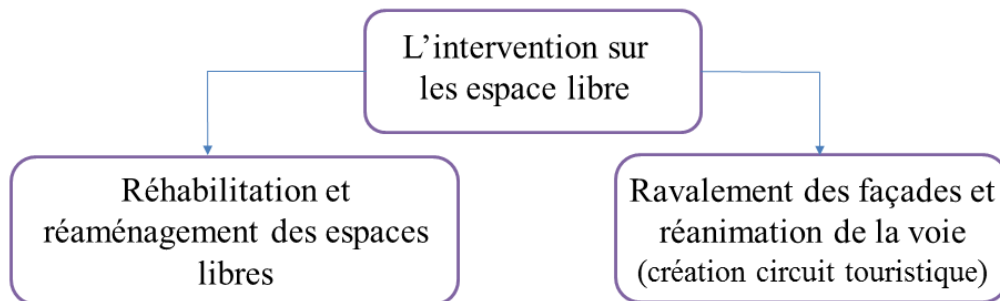 L’intervention sur
les espace libre
Réhabilitation et
réaménagement des espaces
libres
Ravalement des façades et
réanimation de la voie
(création circuit touristique)